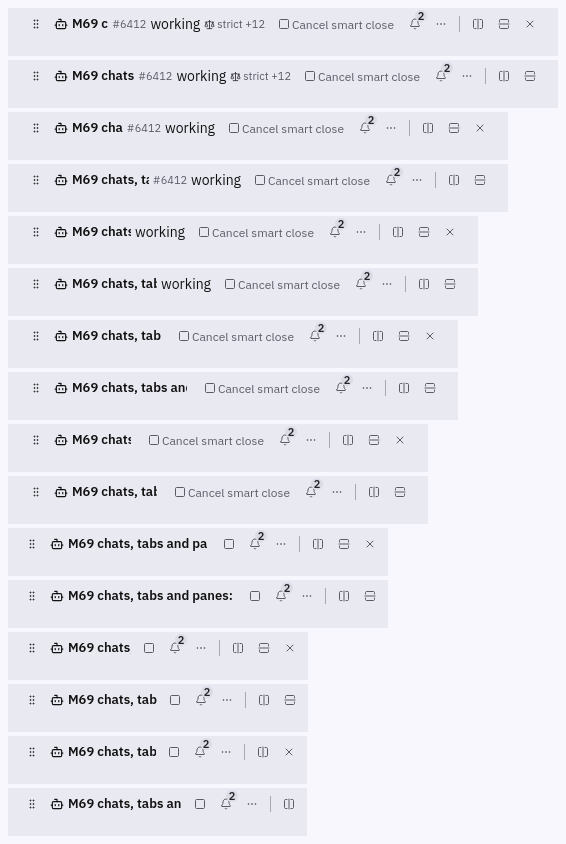 M69 c #6412 working strict +12 Cancel smart close 2
M69 chats #6412 working strict +12 Cancel smart close 2
M69 cha #6412 working Cancel smart close 2
M69 chats, ta #6412 working Cancel smart close 2
M69 chats working Cancel smart close 2
M69 chats, tab working Cancel smart close 2
M69 chats, tab Cancel smart close 2
M69 chats, tabs an Cancel smart close 2
M69 chats Cancel smart close 2
M69 chats, tab Cancel smart close 2
M69 chats, tabs and pa 2
M69 chats, tabs and panes: 2
M69 chats 2
M69 chats, tab 2
M69 chats, tab 2
M69 chats, tabs an 2